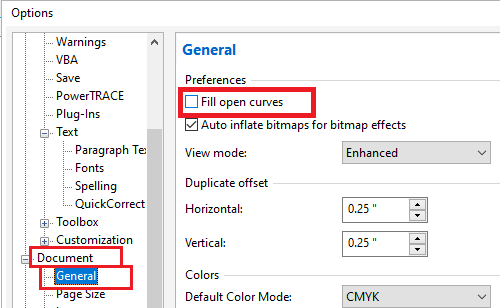 Options
Warnings
VBA
Save
PowerTRACE
Plug-Ins
Text
Paragraph Te
Fonts
Spelling
QuickCorrect
Toolbox
Customization
Document
General
Page Size
General
Preferences
Fill open curves
Auto inflate bitmaps for bitmap effects
View mode: Enhanced
Duplicate offset
Horizontal: 0.25 "
Vertical: 0.25 "
Colors
Default Color Mode: CMYK